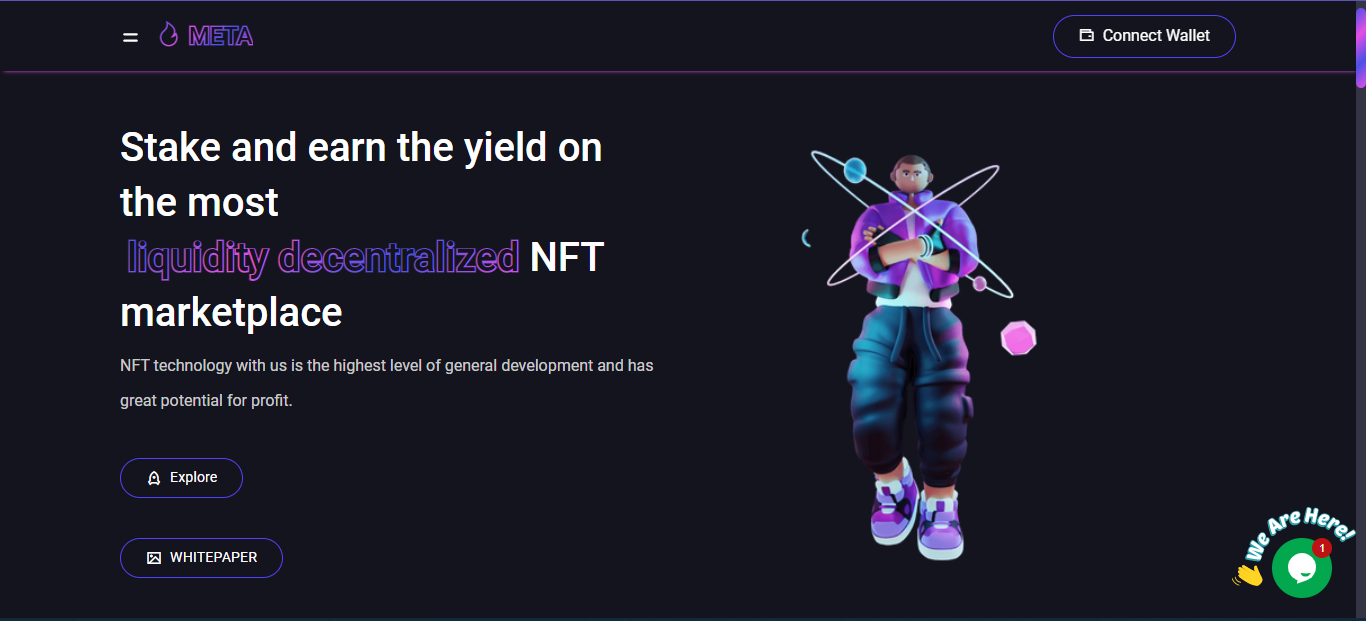 META
Connect Wallet
Stake and earn the yield on
the most
liquidity decentralized NFT
marketplace
NFT technology with us is the highest level of general development and has
great potential for profit.
Explore
WHITEPAPER
We Are Here!
1